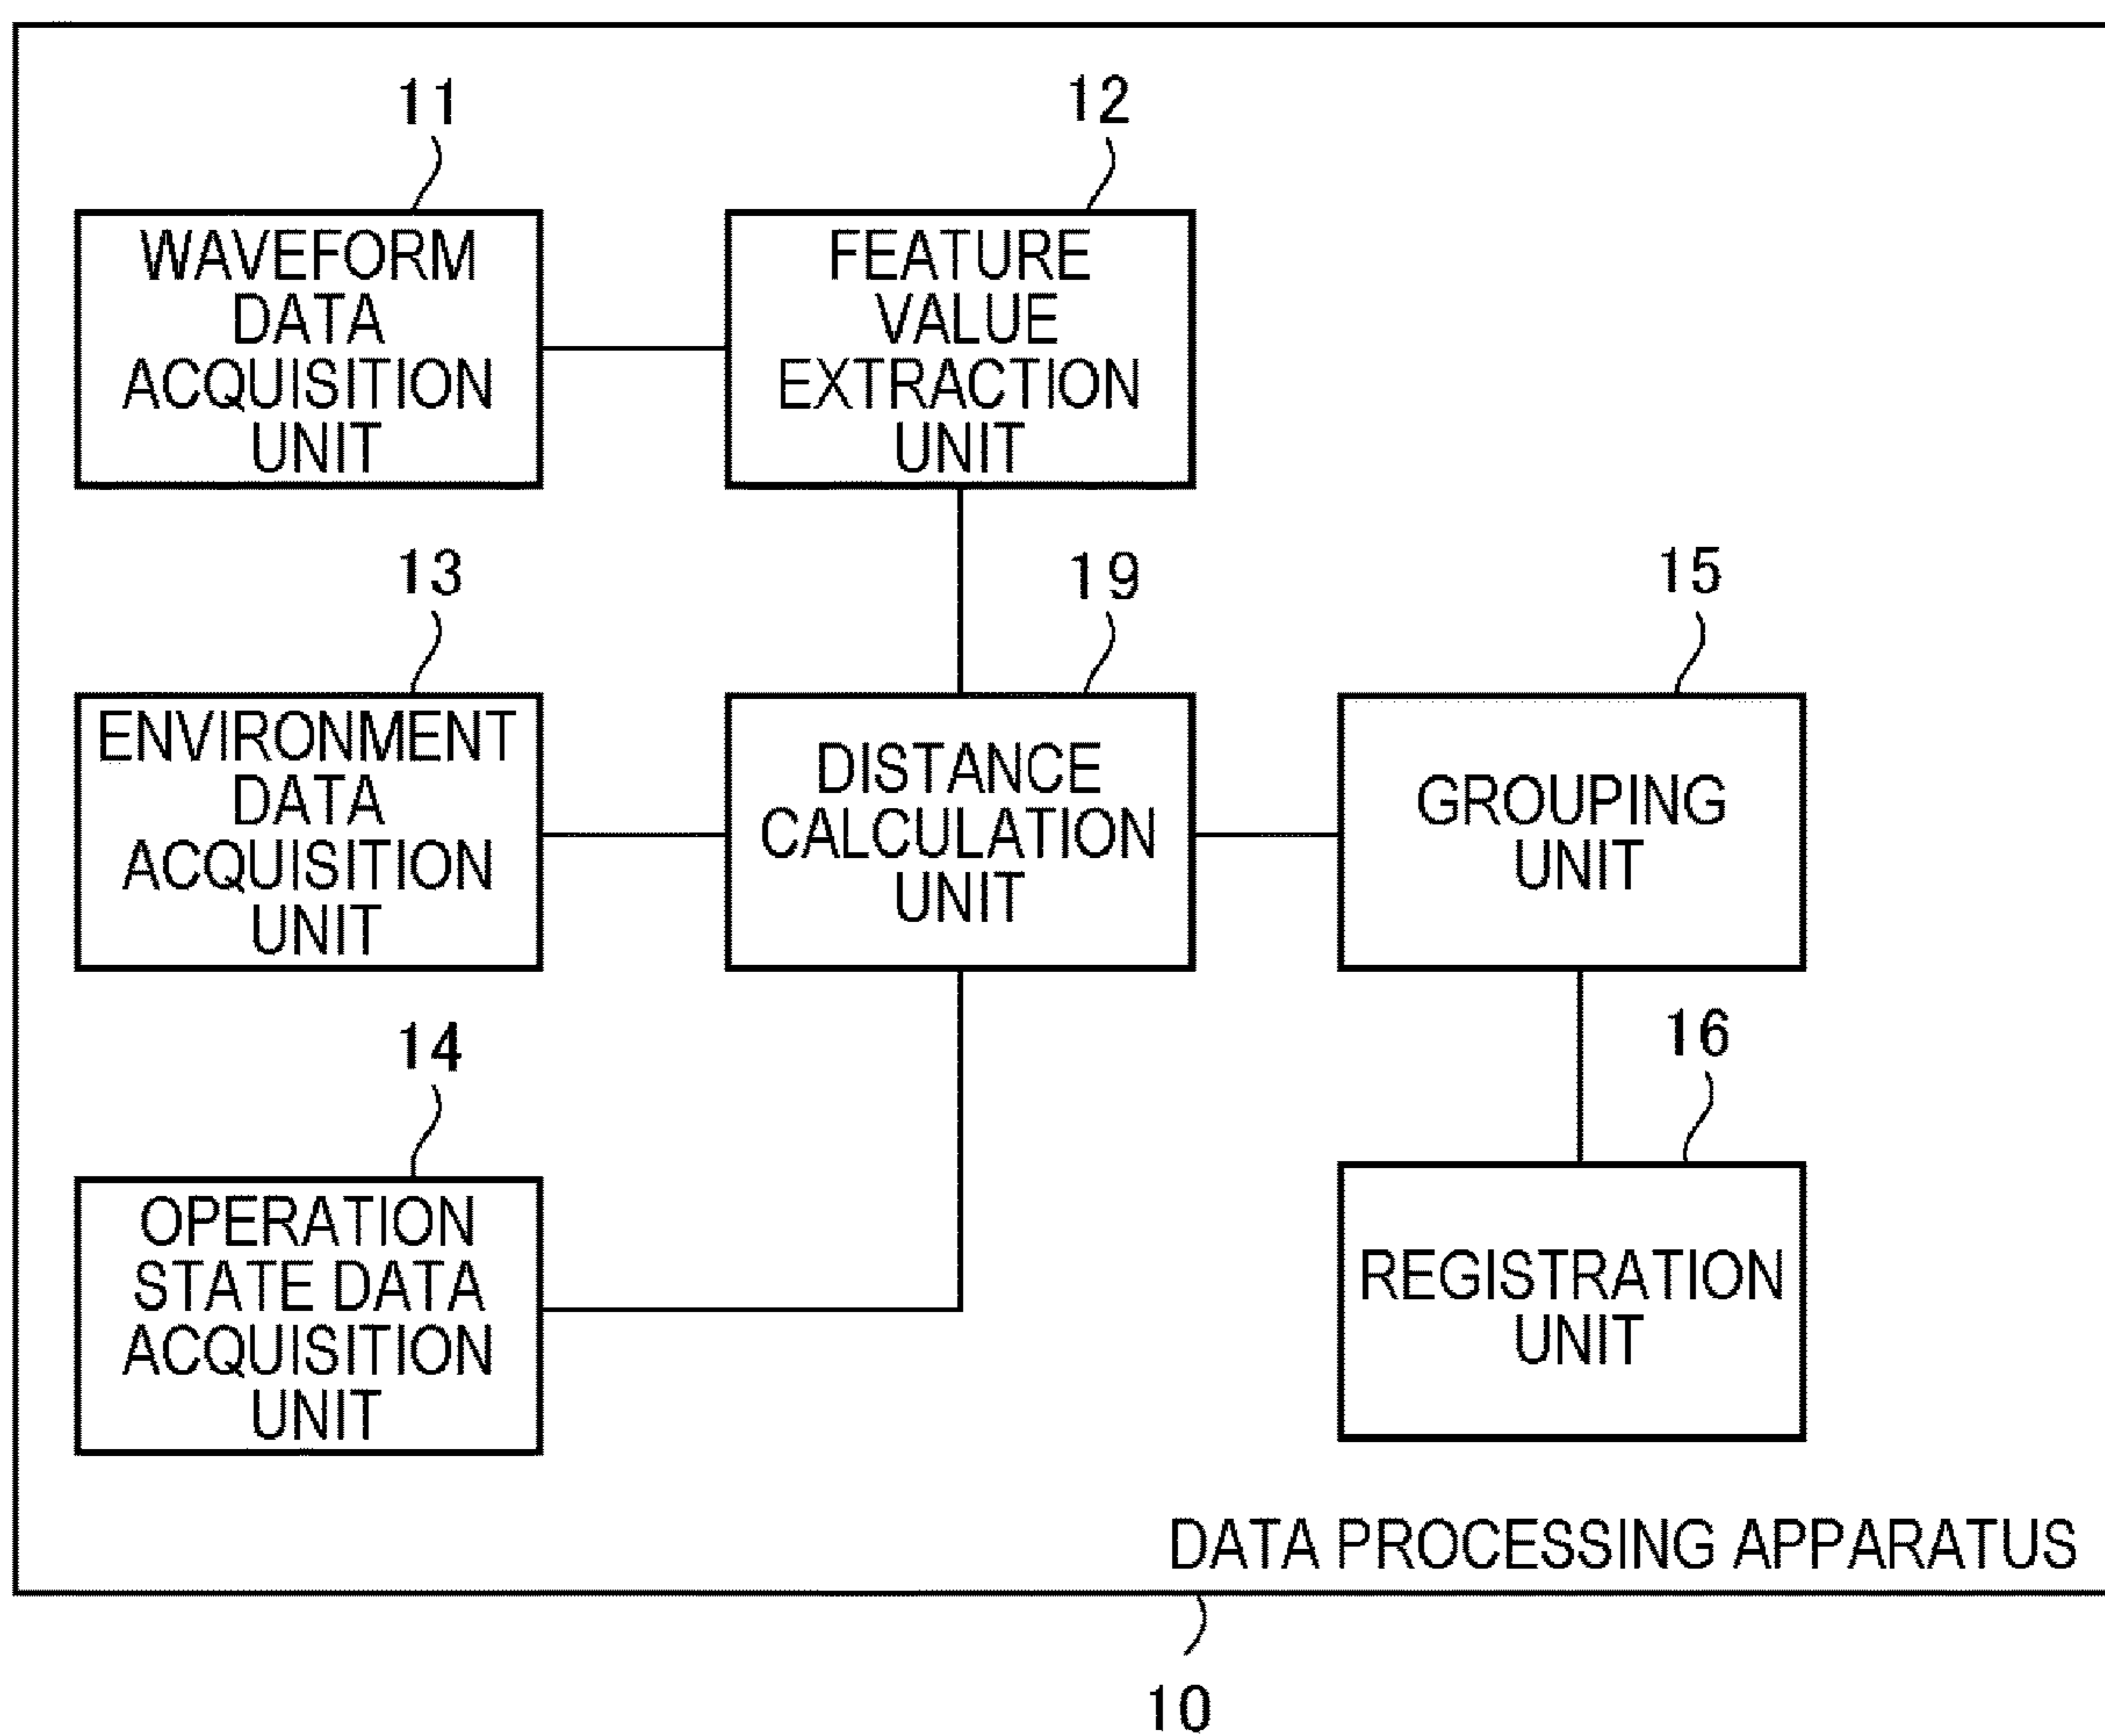 11
WAVEFORM
DATA
ACQUISITION
UNIT
12
FEATURE
VALUE
EXTRACTION
UNIT
13
ENVIRONMENT
DATA
ACQUISITION
UNIT
19
DISTANCE
CALCULATION
UNIT
15
GROUPING
UNIT
14
OPERATION
STATE DATA
ACQUISITION
UNIT
16
REGISTRATION
UNIT
DATA PROCESSING APPARATUS
10